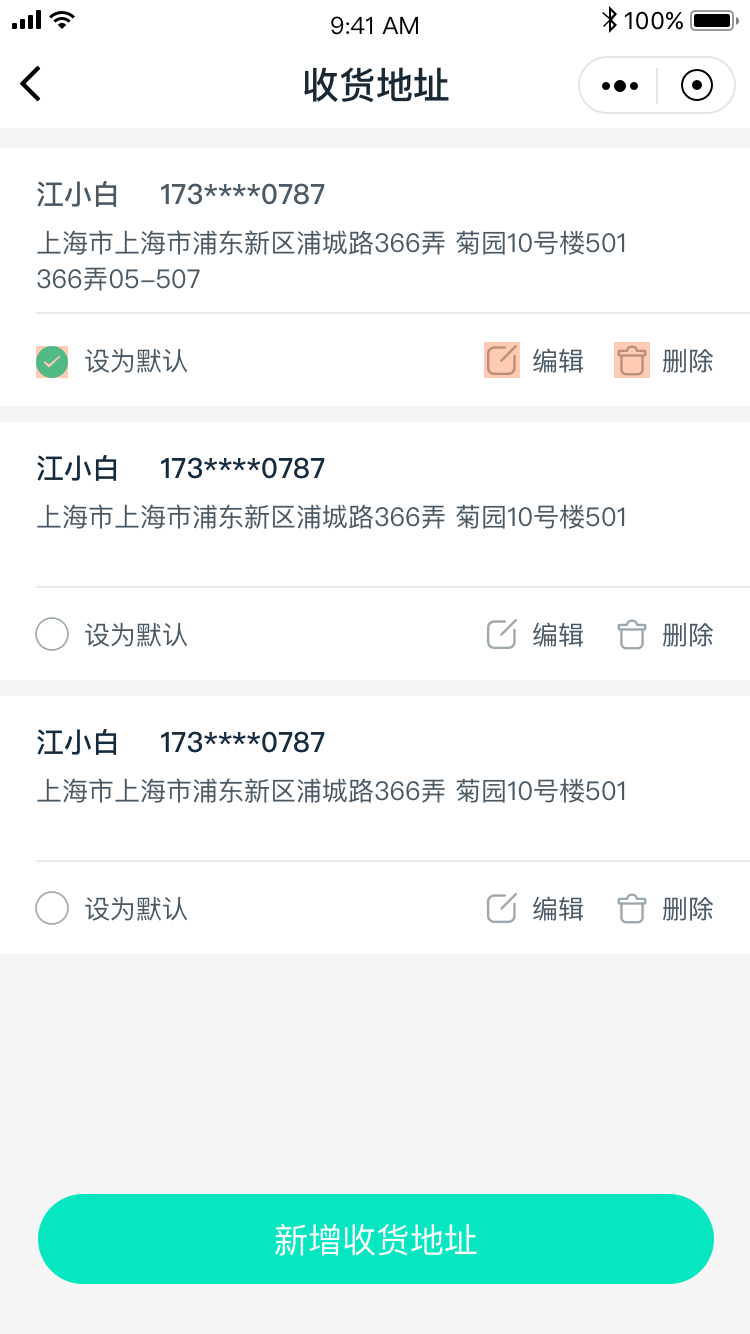 9:41 AM
100%
收货地址
江小白 173****0787
上海市上海市浦东新区浦城路366弄 菊园10号楼501
366弄05–507
设为默认 编辑 删除
江小白 173****0787
上海市上海市浦东新区浦城路366弄 菊园10号楼501
设为默认 编辑 删除
江小白 173****0787
上海市上海市浦东新区浦城路366弄 菊园10号楼501
设为默认 编辑 删除
新增收货地址